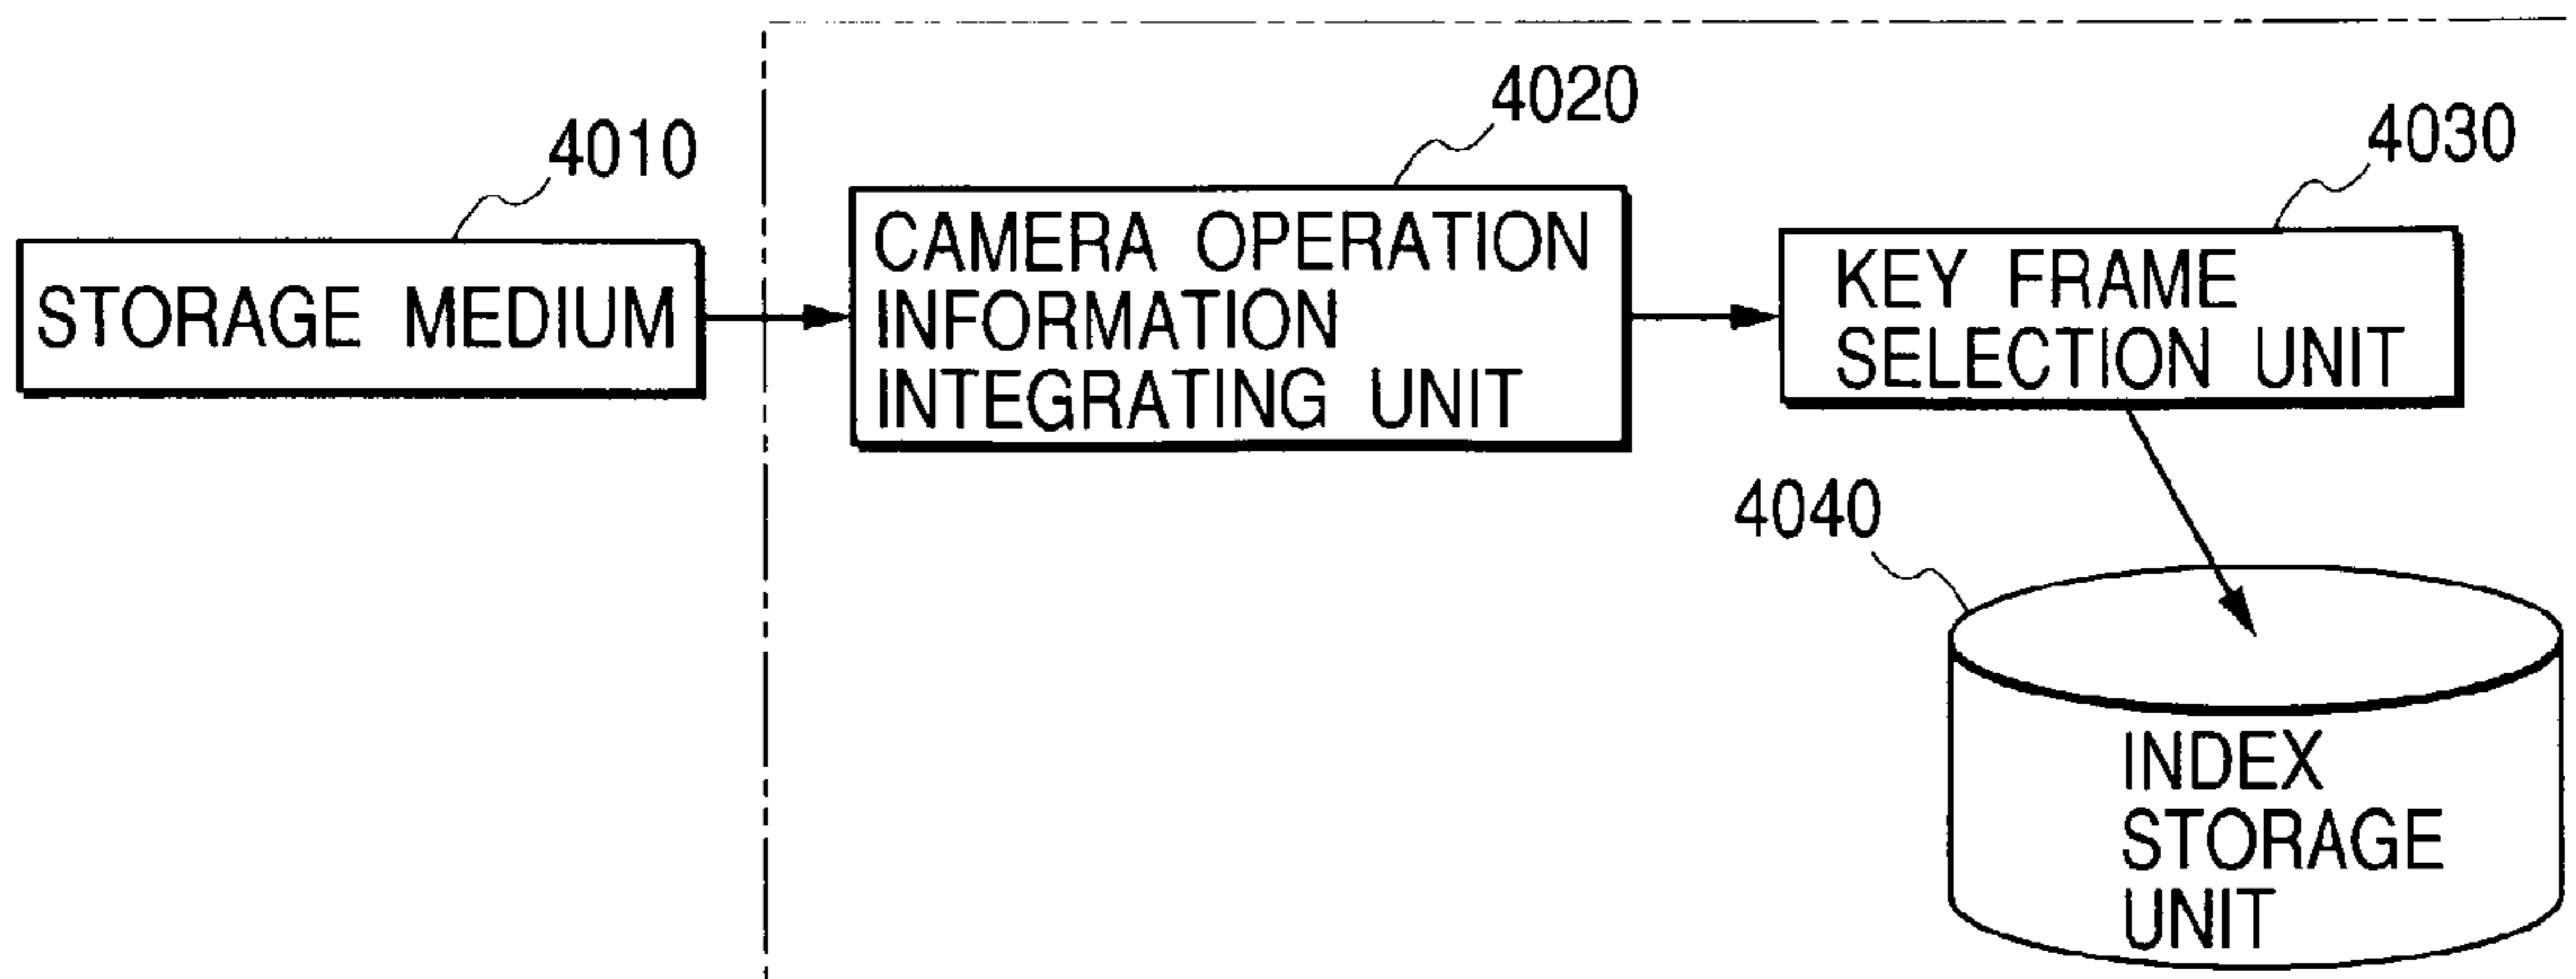 4010
STORAGE MEDIUM
4020
CAMERA OPERATION
INFORMATION
INTEGRATING UNIT
4030
KEY FRAME
SELECTION UNIT
4040
INDEX
STORAGE
UNIT